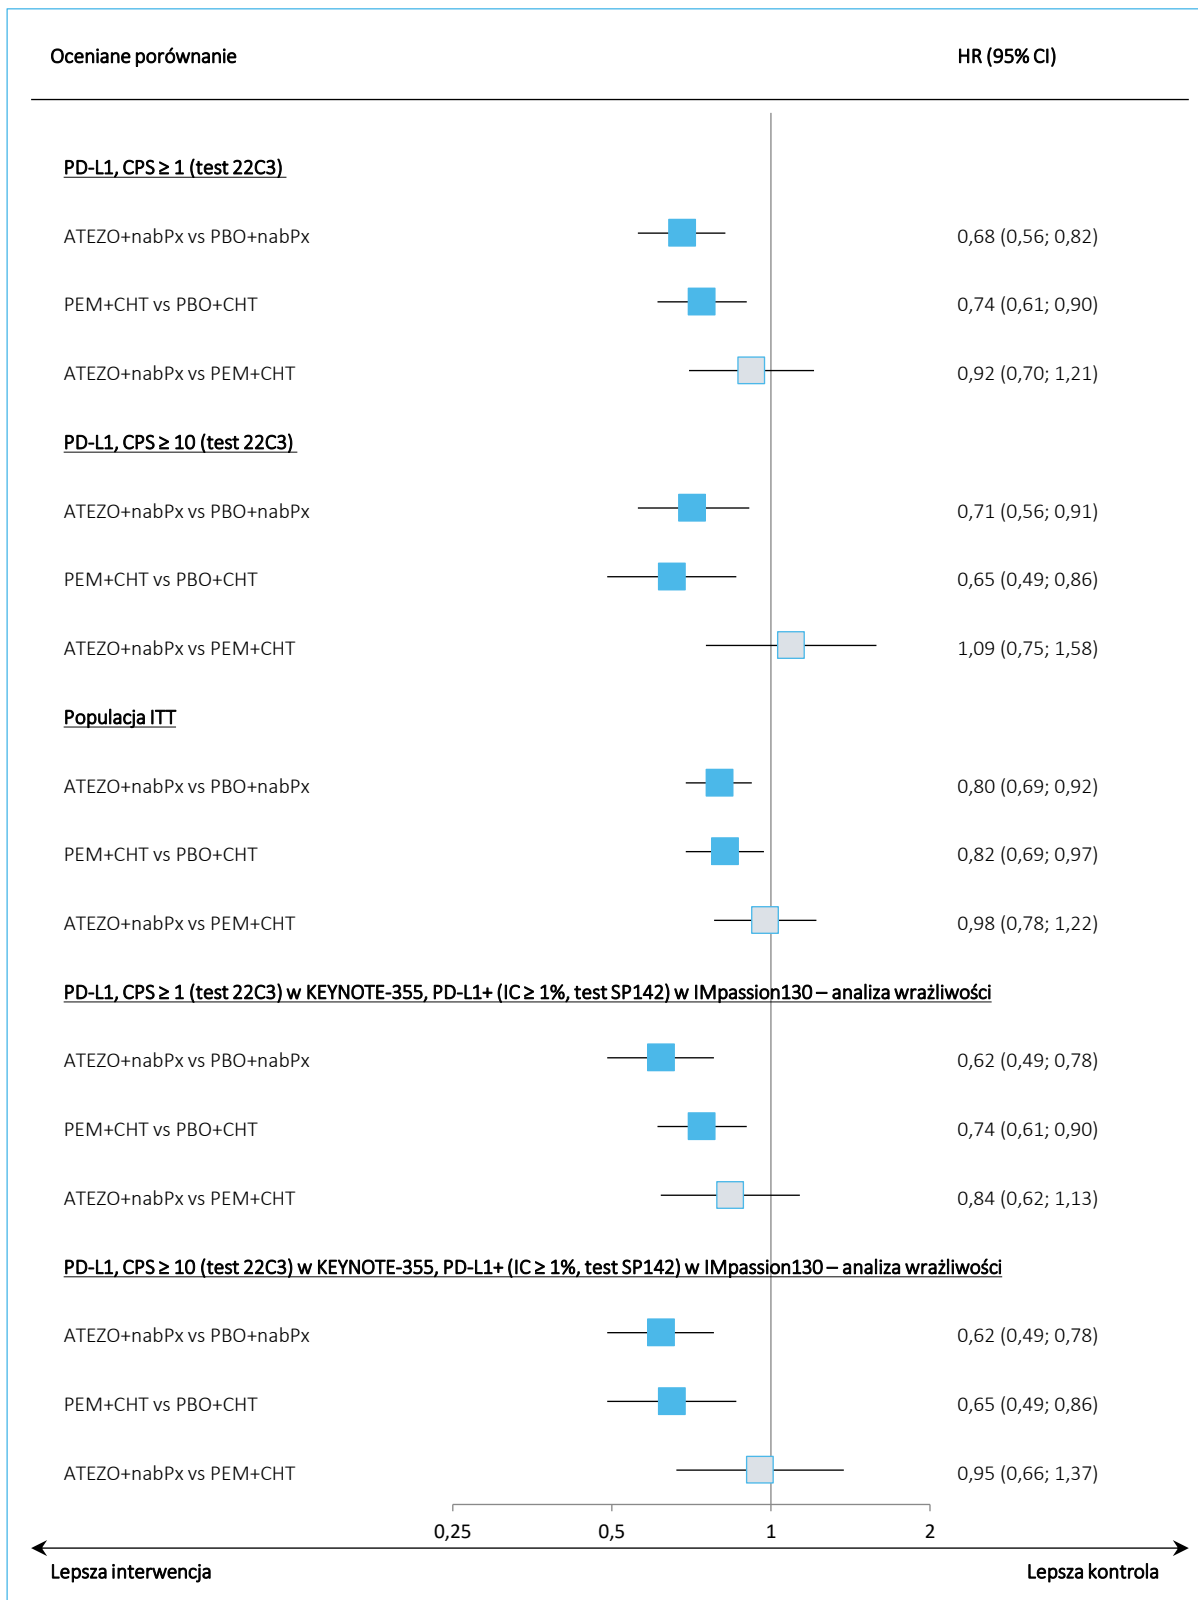 Oceniane porównanie HR (95% CI)
PD-L1, CPS ≥ 1 (test 22C3)
ATEZO+nabPx vs PBO+nabPx 0,68 (0,56; 0,82)
PEM+CHT vs PBO+CHT 0,74 (0,61; 0,90)
ATEZO+nabPx vs PEM+CHT 0,92 (0,70; 1,21)
PD-L1, CPS ≥ 10 (test 22C3)
ATEZO+nabPx vs PBO+nabPx 0,71 (0,56; 0,91)
PEM+CHT vs PBO+CHT 0,65 (0,49; 0,86)
ATEZO+nabPx vs PEM+CHT 1,09 (0,75; 1,58)
Populacja ITT
ATEZO+nabPx vs PBO+nabPx 0,80 (0,69; 0,92)
PEM+CHT vs PBO+CHT 0,82 (0,69; 0,97)
ATEZO+nabPx vs PEM+CHT 0,98 (0,78; 1,22)
PD-L1, CPS ≥ 1 (test 22C3) w KEYNOTE-355, PD-L1+ (IC ≥ 1%, test SP142) w IMpassion130 – analiza wrażliwości
ATEZO+nabPx vs PBO+nabPx 0,62 (0,49; 0,78)
PEM+CHT vs PBO+CHT 0,74 (0,61; 0,90)
ATEZO+nabPx vs PEM+CHT 0,84 (0,62; 1,13)
PD-L1, CPS ≥ 10 (test 22C3) w KEYNOTE-355, PD-L1+ (IC ≥ 1%, test SP142) w IMpassion130 – analiza wrażliwości
ATEZO+nabPx vs PBO+nabPx 0,62 (0,49; 0,78)
PEM+CHT vs PBO+CHT 0,65 (0,49; 0,86)
ATEZO+nabPx vs PEM+CHT 0,95 (0,66; 1,37)
0,25 0,5 1 2
Lepsza interwencja Lepsza kontrola